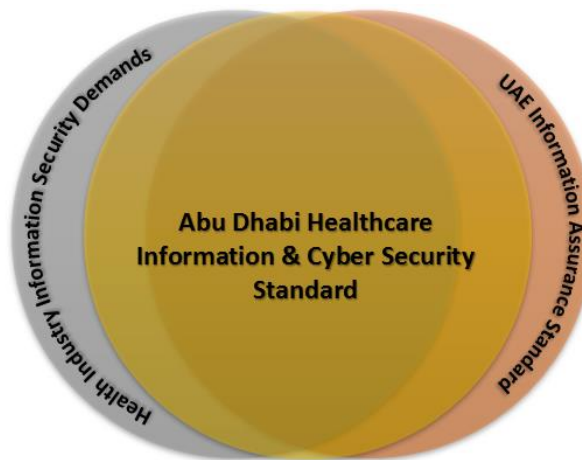 Health Industry Information Security Demands
Abu Dhabi Healthcare
Information & Cyber Security
Standard
UAE Information Assurance Standard